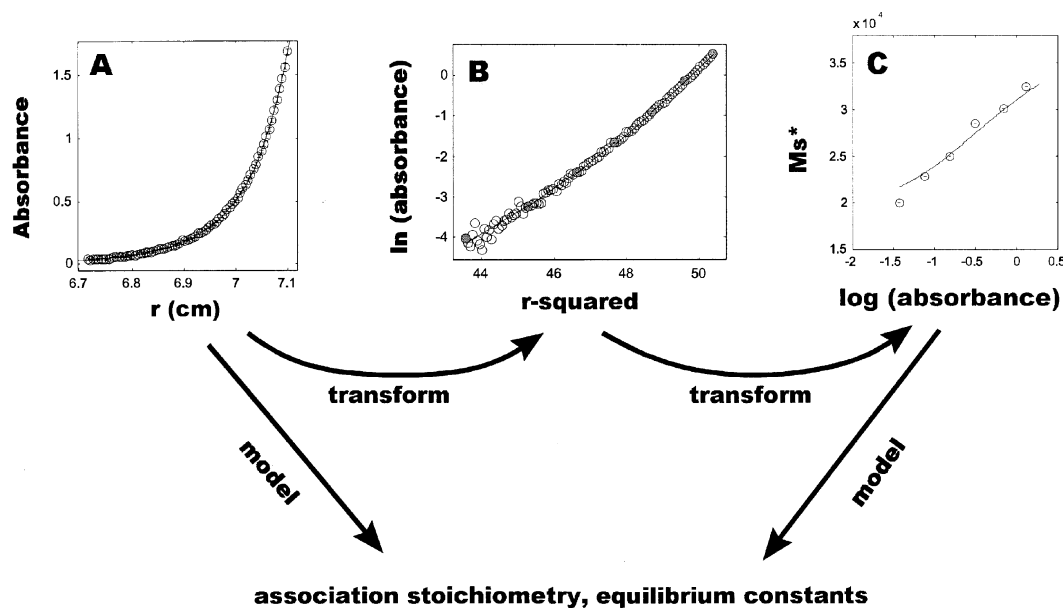 A
Absorbance
1.5
1
0.5
0
6.7 6.8 6.9 7 7.1
r (cm)
B
ln (absorbance)
0
-1
-2
-3
-4
44 46 48 50
r-squared
C
x 10^4
Ms*
3.5
3
2.5
2
1.5
-2 -1.5 -1 -0.5 0 0.5
log (absorbance)
transform
transform
model
model
association stoichiometry, equilibrium constants